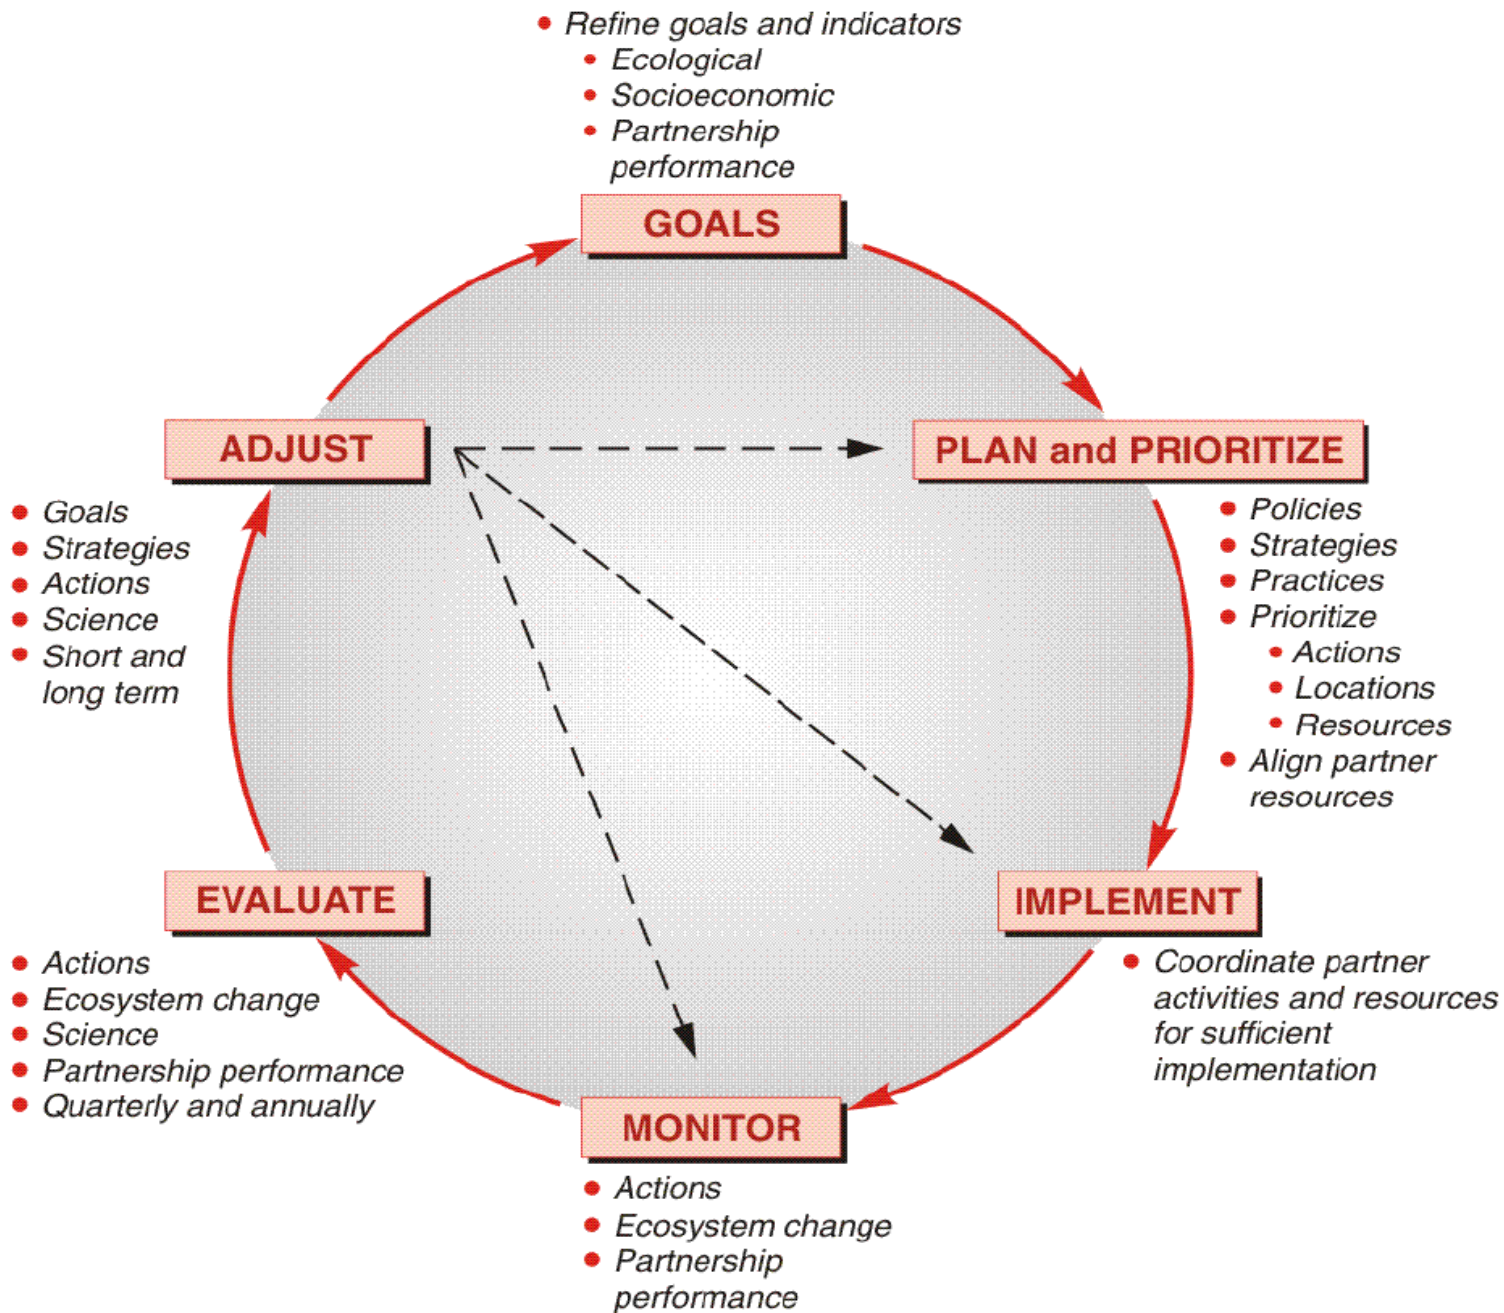 • Refine goals and indicators
• Ecological
• Socioeconomic
• Partnership
performance
GOALS
ADJUST
• Goals
• Strategies
• Actions
• Science
• Short and
long term
PLAN and PRIORITIZE
• Policies
• Strategies
• Practices
• Prioritize
• Actions
• Locations
• Resources
• Align partner
resources
EVALUATE
• Actions
• Ecosystem change
• Science
• Partnership performance
• Quarterly and annually
IMPLEMENT
• Coordinate partner
activities and resources
for sufficient
implementation
MONITOR
• Actions
• Ecosystem change
• Partnership
performance